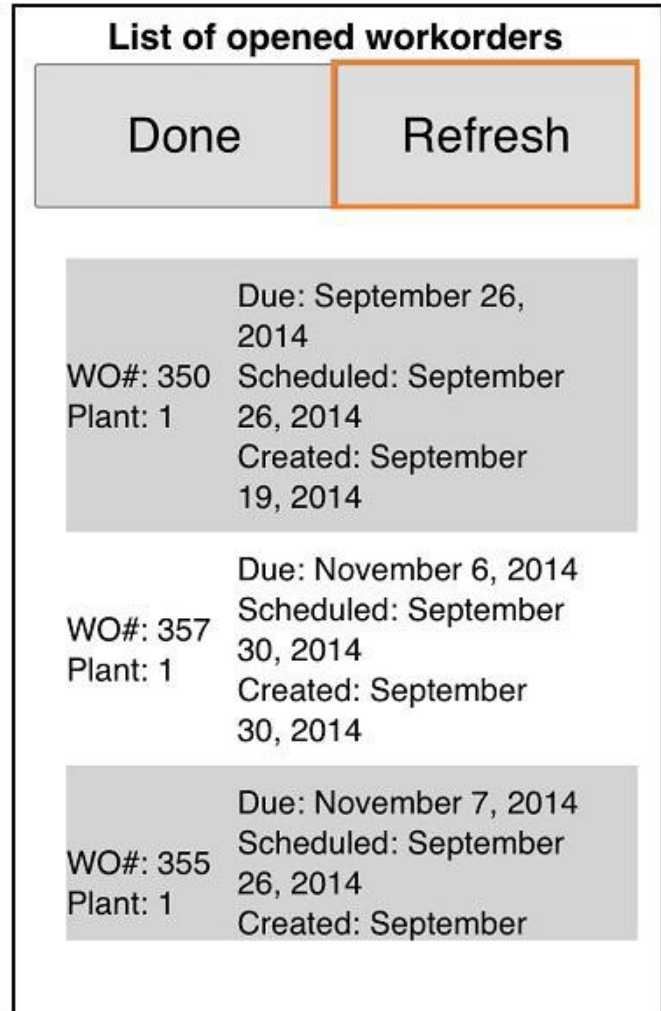 List of opened workorders
Done Refresh
WO#: 350
Plant: 1
Due: September 26,
2014
Scheduled: September
26, 2014
Created: September
19, 2014
WO#: 357
Plant: 1
Due: November 6, 2014
Scheduled: September
30, 2014
Created: September
30, 2014
WO#: 355
Plant: 1
Due: November 7, 2014
Scheduled: September
26, 2014
Created: September